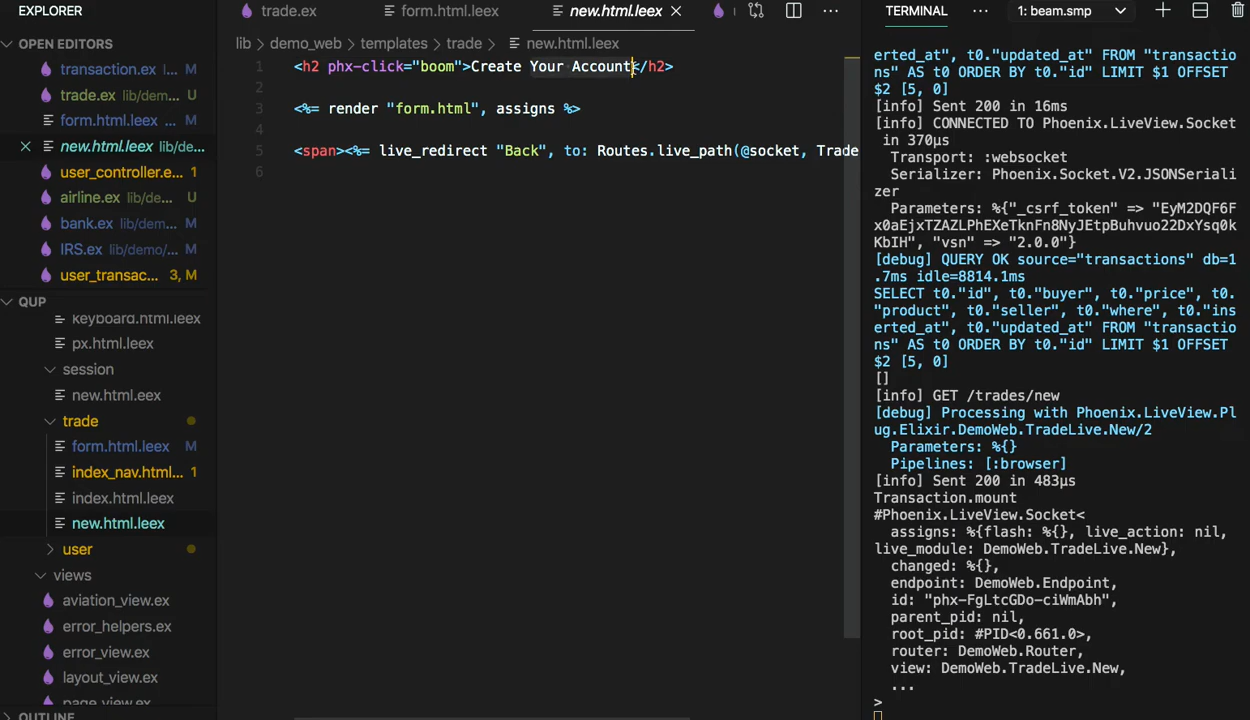 EXPLORER
OPEN EDITORS
transaction.ex l... M
trade.ex lib/dem... U
form.html.leex ... M
new.html.leex lib/de...
user_controller.e... 1
airline.ex lib/de... U
bank.ex lib/dem... M
IRS.ex lib/demo/... M
user_transac... 3, M
QUP
keyboard.html.leex
px.html.leex
session
new.html.eex
trade
form.html.leex M
index_nav.html... 1
index.html.leex
new.html.leex
user
views
aviation_view.ex
error_helpers.ex
error_view.ex
layout_view.ex
page_view.ex
OUTLINE
trade.ex
form.html.leex
new.html.leex
lib > demo_web > templates > trade > new.html.leex
1 <h2 phx-click="boom">Create Your Account</h2>
2
3 <%= render "form.html", assigns %>
4
5 <span><%= live_redirect "Back", to: Routes.live_path(@socket, Trade
6
TERMINAL
1: beam.smp
erted_at", t0."updated_at" FROM "transactio
ns" AS t0 ORDER BY t0."id" LIMIT $1 OFFSET
$2 [5, 0]
[info] Sent 200 in 16ms
[info] CONNECTED TO Phoenix.LiveView.Socket
in 370µs
Transport: :websocket
Serializer: Phoenix.Socket.V2.JSONSeriali
zer
Parameters: %{"_csrf_token" => "EyM2DQF6F
x0aEjxTZAZLPhEXeTknFn8NyJEtpBuhvuo22DxYsq0k
KbIH", "vsn" => "2.0.0"}
[debug] QUERY OK source="transactions" db=1
.7ms idle=8814.1ms
SELECT t0."id", t0."buyer", t0."price", t0.
"product", t0."seller", t0."where", t0."ins
erted_at", t0."updated_at" FROM "transactio
ns" AS t0 ORDER BY t0."id" LIMIT $1 OFFSET
$2 [5, 0]
[]
[info] GET /trades/new
[debug] Processing with Phoenix.LiveView.Pl
ug.Elixir.DemoWeb.TradeLive.New/2
Parameters: %{}
Pipelines: [:browser]
[info] Sent 200 in 483µs
Transaction.mount
#Phoenix.LiveView.Socket<
assigns: %{flash: %{}, live_action: nil,
live_module: DemoWeb.TradeLive.New},
changed: %{},
endpoint: DemoWeb.Endpoint,
id: "phx-FgLtcGDo-ciWmAbh",
parent_pid: nil,
root_pid: #PID<0.661.0>,
router: DemoWeb.Router,
view: DemoWeb.TradeLive.New,
...
>